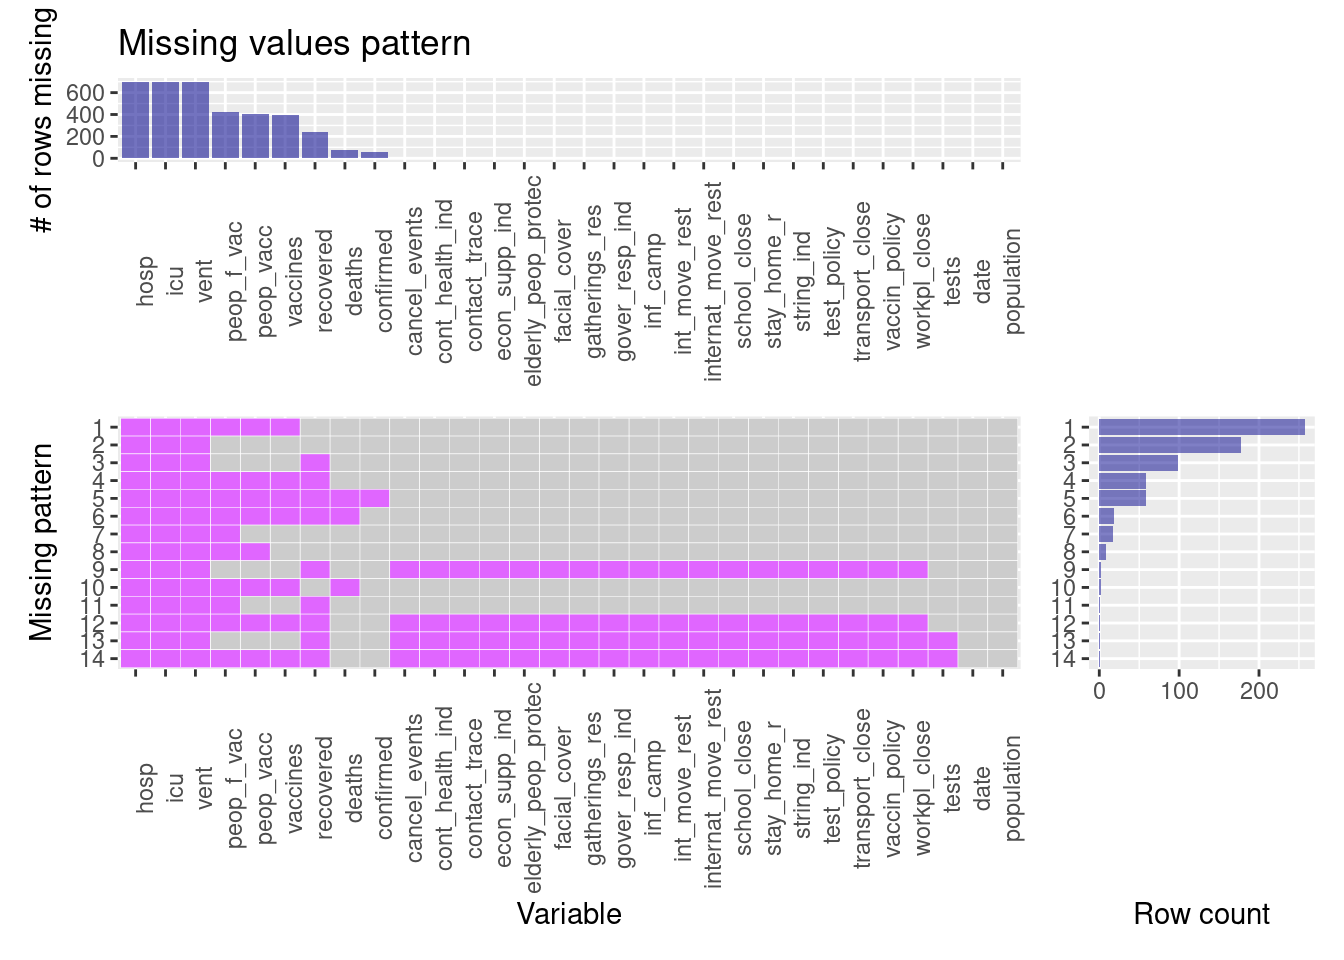 Missing values pattern
# of rows missing
600
400
200
0
hosp
icu
vent
peop_f_vac
peop_vacc
vaccines
recovered
deaths
confirmed
cancel_events
cont_health_ind
contact_trace
econ_supp_ind
elderly_peop_protec
facial_cover
gatherings_res
gover_resp_ind
inf_camp
int_move_rest
internat_move_rest
school_close
stay_home_r
string_ind
test_policy
transport_close
vaccin_policy
workpl_close
tests
date
population
Missing pattern
1
2
3
4
5
6
7
8
9
10
11
12
13
14
hosp
icu
vent
peop_f_vac
peop_vacc
vaccines
recovered
deaths
confirmed
cancel_events
cont_health_ind
contact_trace
econ_supp_ind
elderly_peop_protec
facial_cover
gatherings_res
gover_resp_ind
inf_camp
int_move_rest
internat_move_rest
school_close
stay_home_r
string_ind
test_policy
transport_close
vaccin_policy
workpl_close
tests
date
population
Variable
1
2
3
4
5
6
7
8
9
10
11
12
13
14
0 100 200
Row count